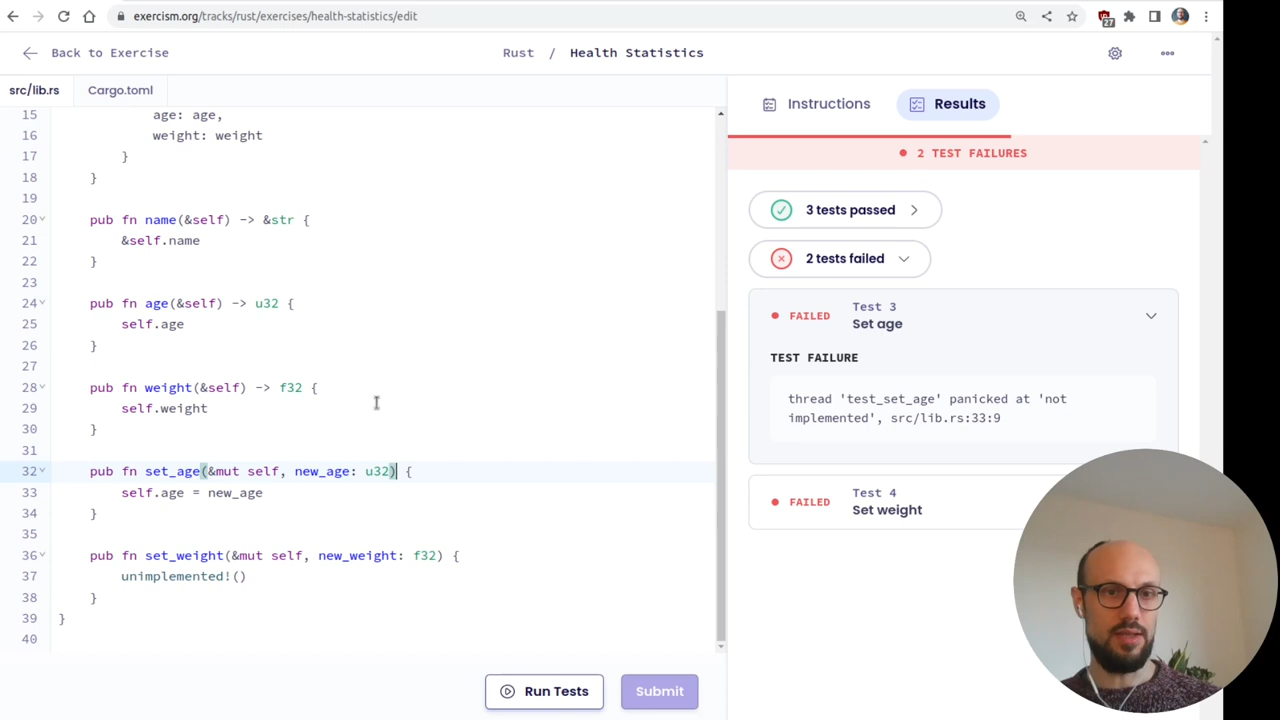 exercism.org/tracks/rust/exercises/health-statistics/edit
27
Back to Exercise
Rust / Health Statistics
src/lib.rs
Cargo.toml
15 age: age,
16 weight: weight
17 }
18 }
19
20 pub fn name(&self) -> &str {
21 &self.name
22 }
23
24 pub fn age(&self) -> u32 {
25 self.age
26 }
27
28 pub fn weight(&self) -> f32 {
29 self.weight
30 }
31
32 pub fn set_age(&mut self, new_age: u32) {
33 self.age = new_age
34 }
35
36 pub fn set_weight(&mut self, new_weight: f32) {
37 unimplemented!()
38 }
39 }
40
Run Tests
Submit
Instructions
Results
2 TEST FAILURES
3 tests passed
2 tests failed
FAILED
Test 3
Set age
TEST FAILURE
thread 'test_set_age' panicked at 'not
implemented', src/lib.rs:33:9
FAILED
Test 4
Set weight